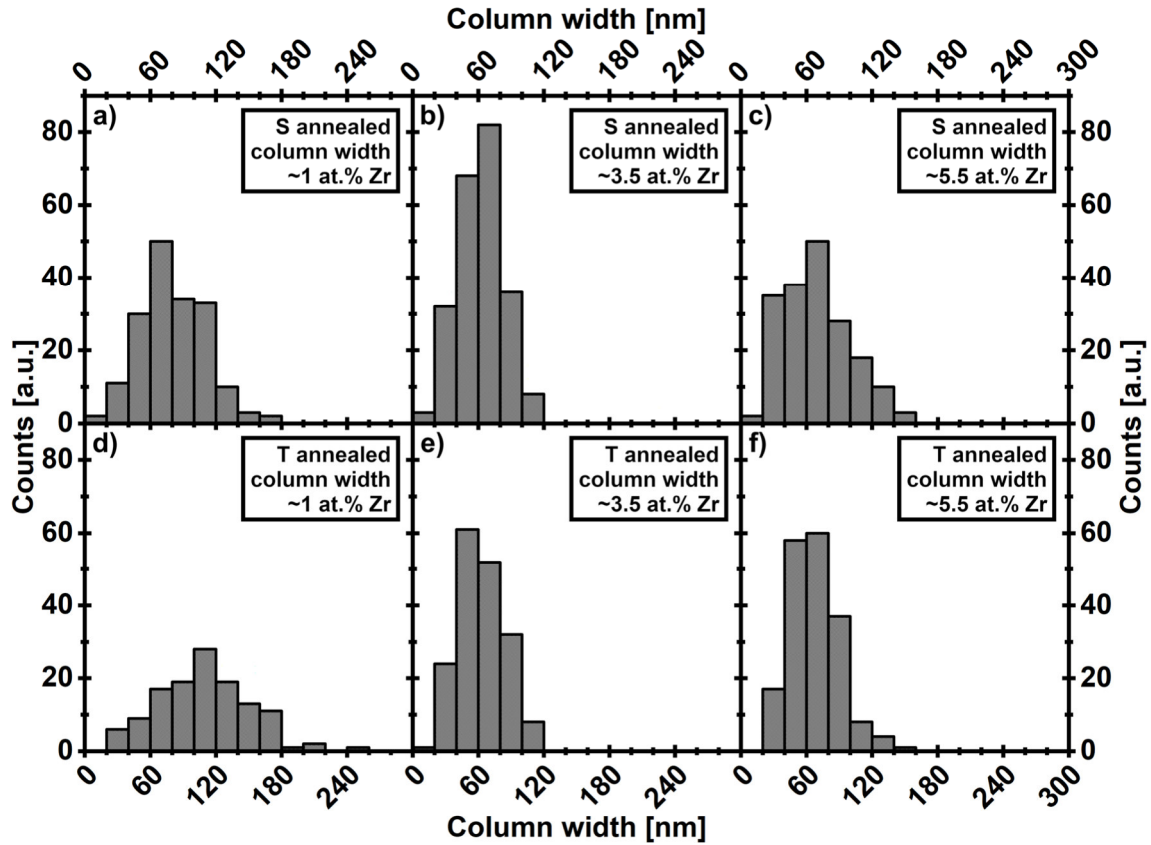 Column width [nm]
0 60 120 180 240 0 60 120 180 240 0 60 120 180 240 300
a)
S annealed
column width
~1 at.% Zr
b)
S annealed
column width
~3.5 at.% Zr
c)
S annealed
column width
~5.5 at.% Zr
80 80
60 60
40 40
20 20
0 0
Counts [a.u.]
Counts [a.u.]
d)
T annealed
column width
~1 at.% Zr
e)
T annealed
column width
~3.5 at.% Zr
f)
T annealed
column width
~5.5 at.% Zr
80 80
60 60
40 40
20 20
0 0
0 60 120 180 240 0 60 120 180 240 0 60 120 180 240 300
Column width [nm]